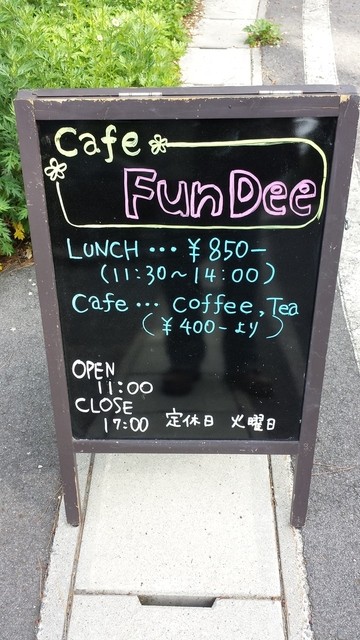 Cafe
FunDee
LUNCH ・・・ ¥850-
(11:30~14:00)
Cafe ・・・ Coffee, Tea
(¥400-より)
OPEN
11:00
CLOSE
17:00 定休日 火曜日